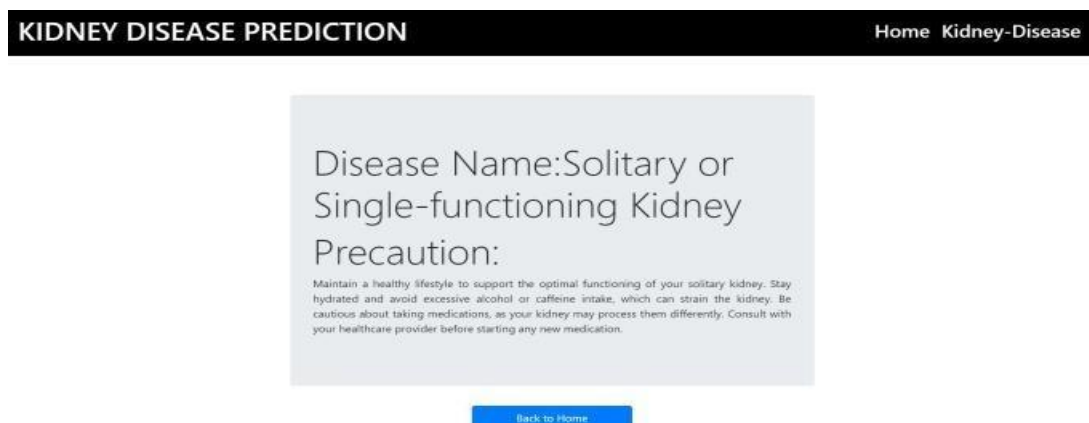 KIDNEY DISEASE PREDICTION
Home Kidney-Disease
Disease Name:Solitary or
Single-functioning Kidney
Precaution:
Maintain a healthy lifestyle to support the optimal functioning of your solitary kidney. Stay
hydrated and avoid excessive alcohol or caffeine intake, which can strain the kidney. Be
cautious about taking medications, as your kidney may process them differently. Consult with
your healthcare provider before starting any new medication.
Back to Home